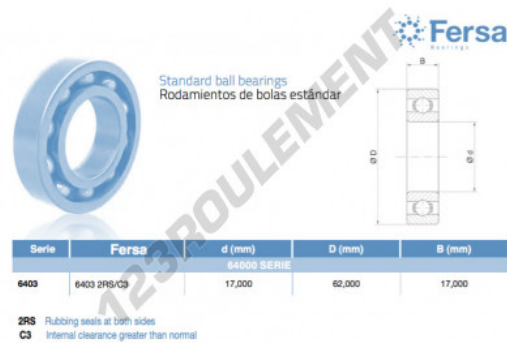 Fersa
Bearings
Standard ball bearings
Rodamientos de bolas estándar
B
Ø D
Ø d
123ROULEMENT
Serie Fersa d (mm) D (mm) B (mm)
64000 SERIE
6403 6403 2RS/C3 17,000 62,000 17,000
2RS Rubbing seals at both sides
C3 Internal clearance greater than normal